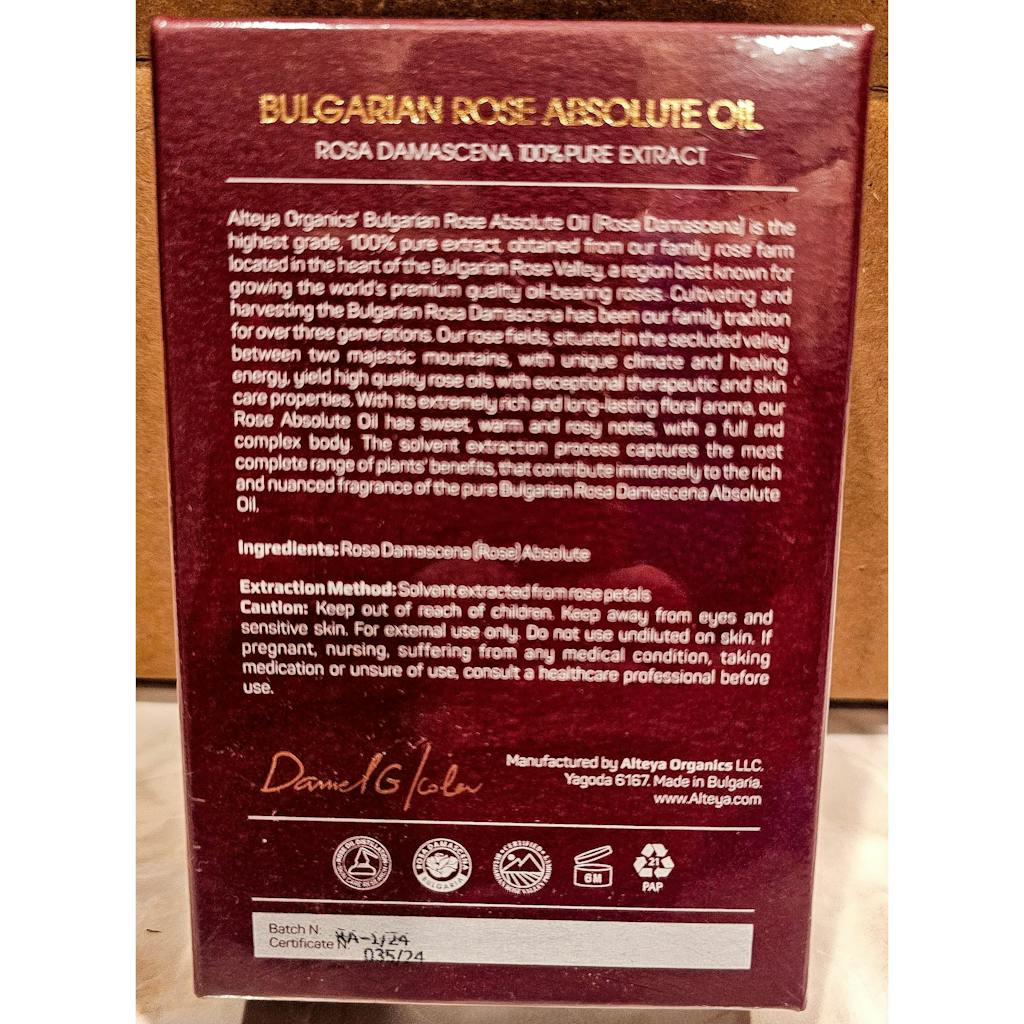 BULGARIAN ROSE ABSOLUTE OIL
ROSA DAMASCENA 100% PURE EXTRACT
Alteya Organics' Bulgarian Rose Absolute Oil (Rosa Damascena) is the
highest grade, 100% pure extract, obtained from our family rose farm
located in the heart of the Bulgarian Rose Valley, a region best known for
growing the world's premium quality oil-bearing roses. Cultivating and
harvesting the Bulgarian Rosa Damascena has been our family tradition
for over three generations. Our rose fields, situated in the secluded valley
between two majestic mountains, with unique climate and healing
energy, yield high quality rose oils with exceptional therapeutic and skin
care properties. With its extremely rich and long-lasting floral aroma, our
Rose Absolute Oil has sweet, warm and rosy notes, with a full and
complex body. The solvent extraction process captures the most
complete range of plants' benefits, that contribute immensely to the rich
and nuanced fragrance of the pure Bulgarian Rosa Damascena Absolute
Oil.
Ingredients: Rosa Damascena (Rose) Absolute
Extraction Method: Solvent extracted from rose petals
Caution: Keep out of reach of children. Keep away from eyes and
sensitive skin. For external use only. Do not use undiluted on skin. If
pregnant, nursing, suffering from any medical condition, taking
medication or unsure of use, consult a healthcare professional before
use.
Manufactured by Alteya Organics LLC.
Yagoda 6167. Made in Bulgaria.
www.Alteya.com
ROSA DAMASCENA
BULGARIA
CERTIFIED
6M
21
PAP
Batch N: RA-1/24
Certificate N: 035/24